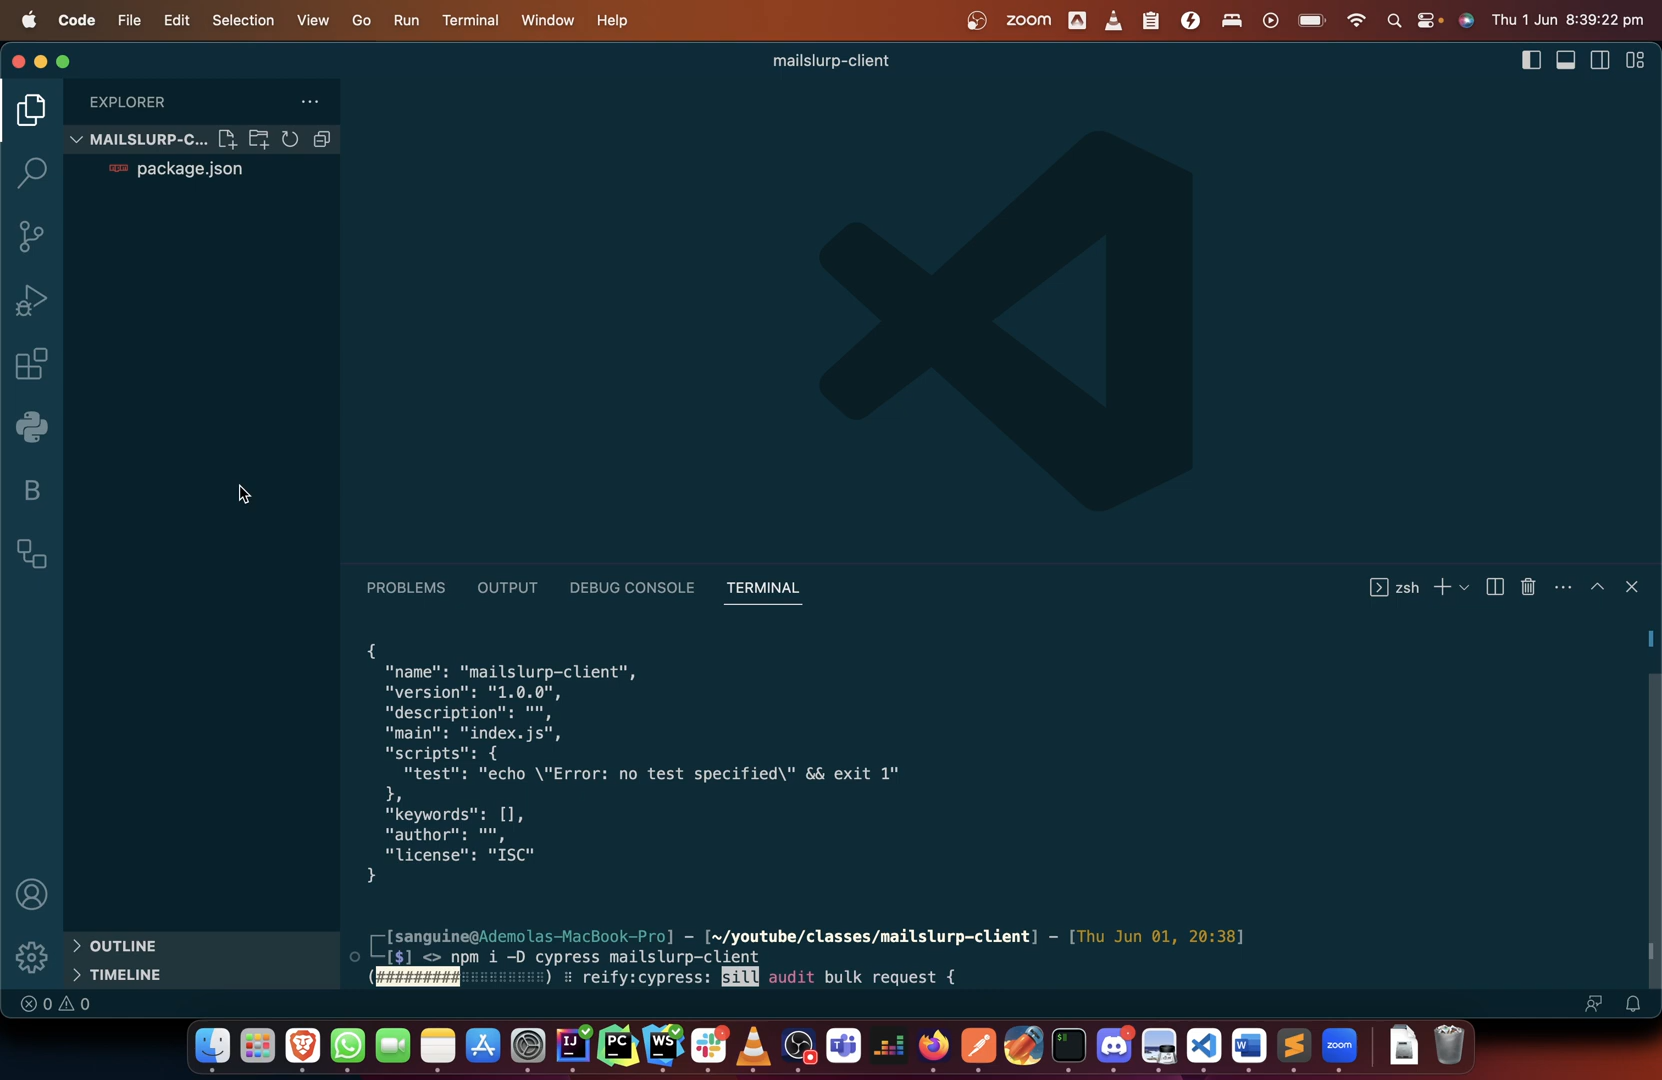 Code File Edit Selection View Go Run Terminal Window Help zoom Thu 1 Jun 8:39:22 pm
mailslurp-client
EXPLORER
MAILSLURP-C...
package.json
B
PROBLEMS OUTPUT DEBUG CONSOLE TERMINAL zsh
{
"name": "mailslurp-client",
"version": "1.0.0",
"description": "",
"main": "index.js",
"scripts": {
"test": "echo \"Error: no test specified\" && exit 1"
},
"keywords": [],
"author": "",
"license": "ISC"
}
[sanguine@Ademolas-MacBook-Pro] - [~/youtube/classes/mailslurp-client] - [Thu Jun 01, 20:38]
[$] <> npm i -D cypress mailslurp-client
(#########⠂⠂⠂⠂⠂⠂⠂⠂⠂) ⠸ reify:cypress: sill audit bulk request {
OUTLINE
TIMELINE
0 0
IJ PC WS W zoom